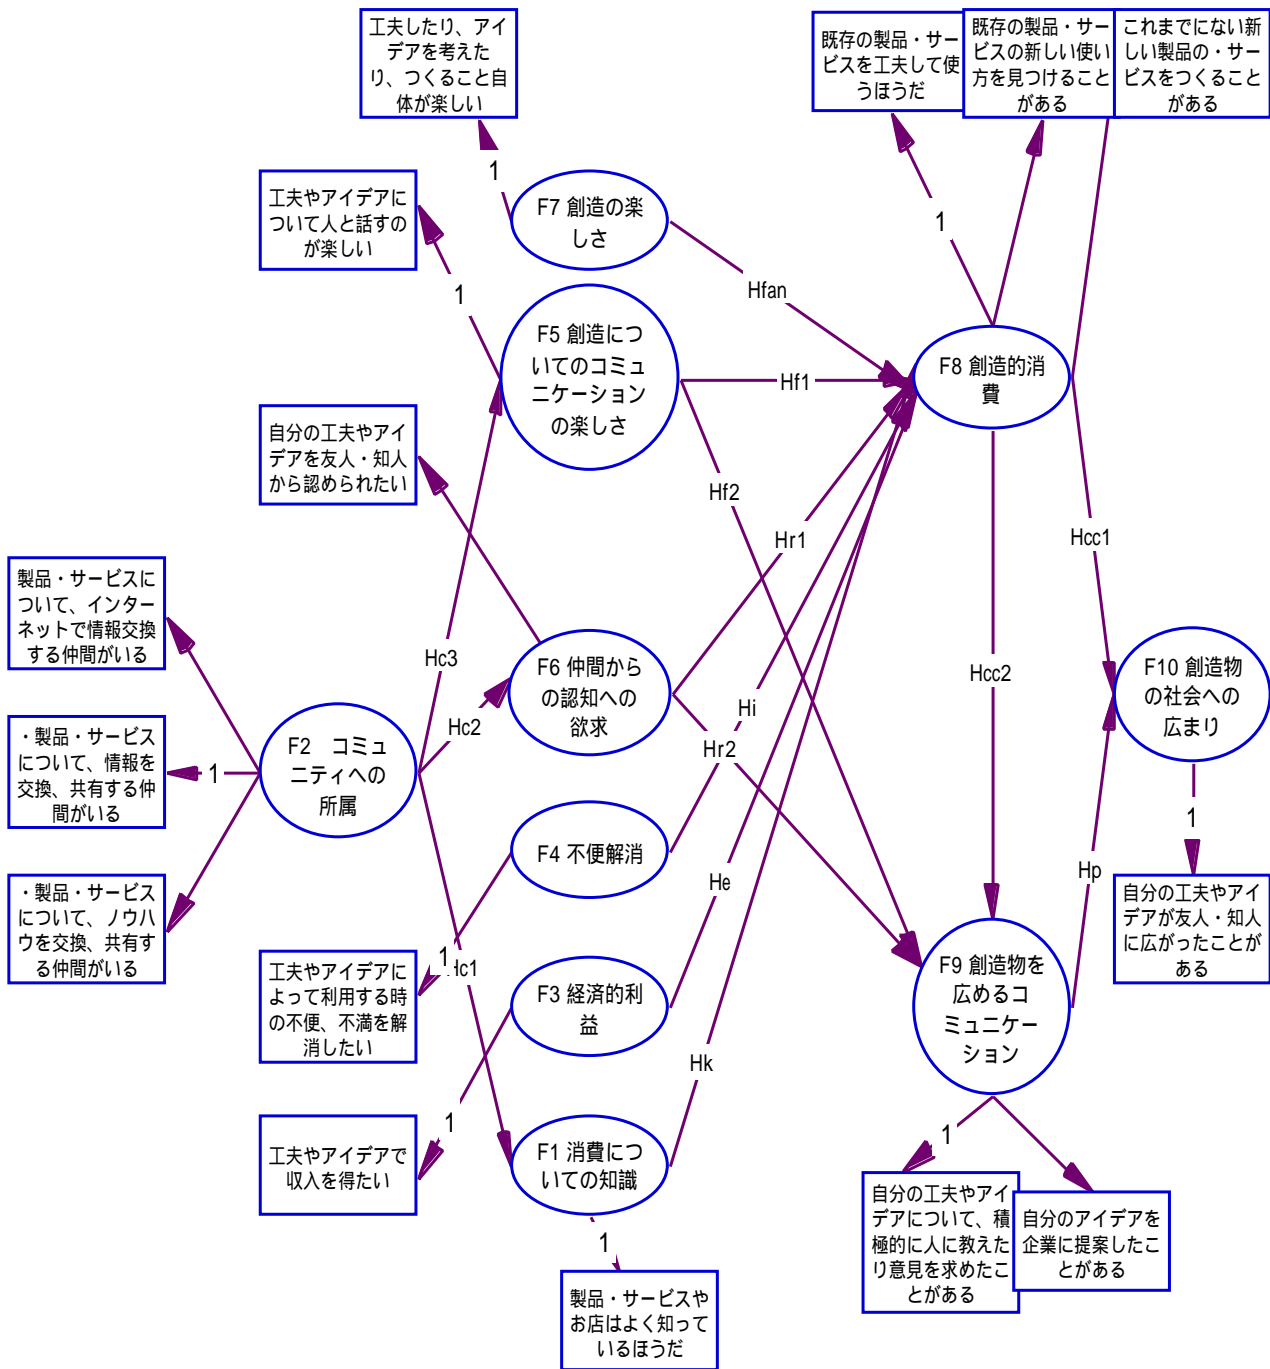 工夫したり、アイ
デアを考えた
り、つくること自
体が楽しい
既存の製品・サー
ビスを工夫して使
うほうだ
既存の製品・サー
ビスの新しい使い
方を見つけること
がある
これまでにない新
しい製品の・サー
ビスをつくること
がある
1
1
工夫やアイデアに
ついて人と話すの
が楽しい
F7 創造の楽
しさ
Hfan
1
F5 創造につ
いてのコミュ
ニケーション
の楽しさ
Hf1
F8 創造的消
費
自分の工夫やアイ
デアを友人・知人
から認められたい
Hf2
Hr1
Hcc1
製品・サービスに
ついて、インター
ネットで情報交換
する仲間がいる
Hc3
F6 仲間から
の認知への
欲求
Hcc2
F10 創造物
の社会への
広まり
Hc2
Hi
Hr2
・製品・サービス
について、情報を
交換、共有する仲
間がいる
1
F2 コミュ
ニティへの
所属
F4 不便解消
1
Hp
He
・製品・サービス
について、ノウハ
ウを交換、共有す
る仲間がいる
自分の工夫やアイ
デアが友人・知人
に広がったことが
ある
1
Hc1
工夫やアイデアに
よって利用する時
の不便、不満を解
消したい
F3 経済的利
益
F9 創造物を
広めるコ
ミュニケー
ション
Hk
1
1
工夫やアイデアで
収入を得たい
F1 消費につ
いての知識
自分の工夫やアイ
デアについて、積
極的に人に教えた
り意見を求めたこ
とがある
自分のアイデアを
企業に提案したこ
とがある
1
製品・サービスや
お店はよく知って
いるほうだ